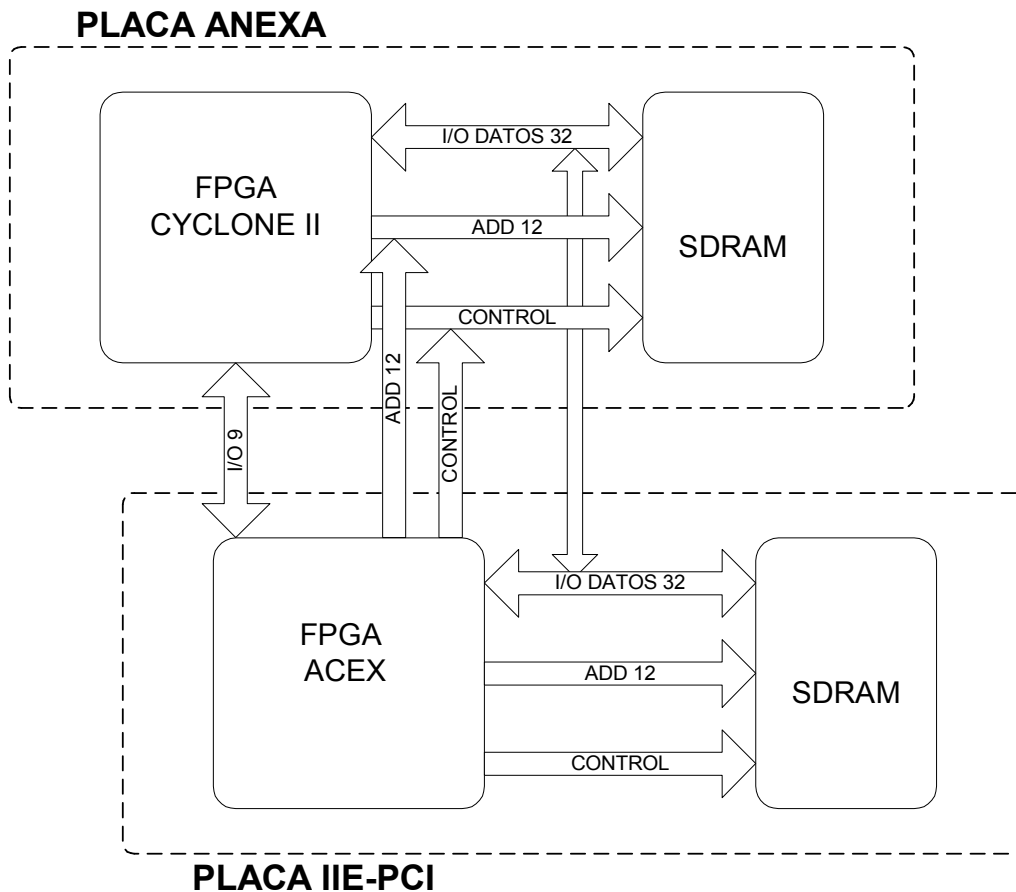 PLACA ANEXA
FPGA
CYCLONE II
I/O DATOS 32
ADD 12
CONTROL
SDRAM
I/O 9
ADD 12
CONTROL
FPGA
ACEX
I/O DATOS 32
ADD 12
CONTROL
SDRAM
PLACA IIE-PCI